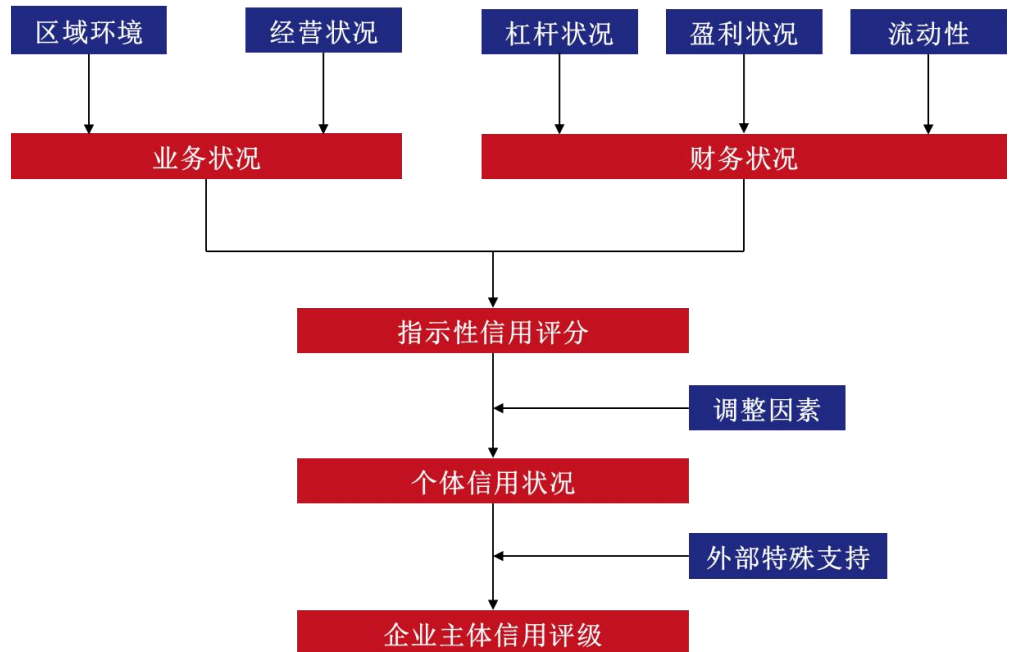 区域环境
经营状况
杠杆状况
盈利状况
流动性
业务状况
财务状况
指示性信用评分
调整因素
个体信用状况
外部特殊支持
企业主体信用评级